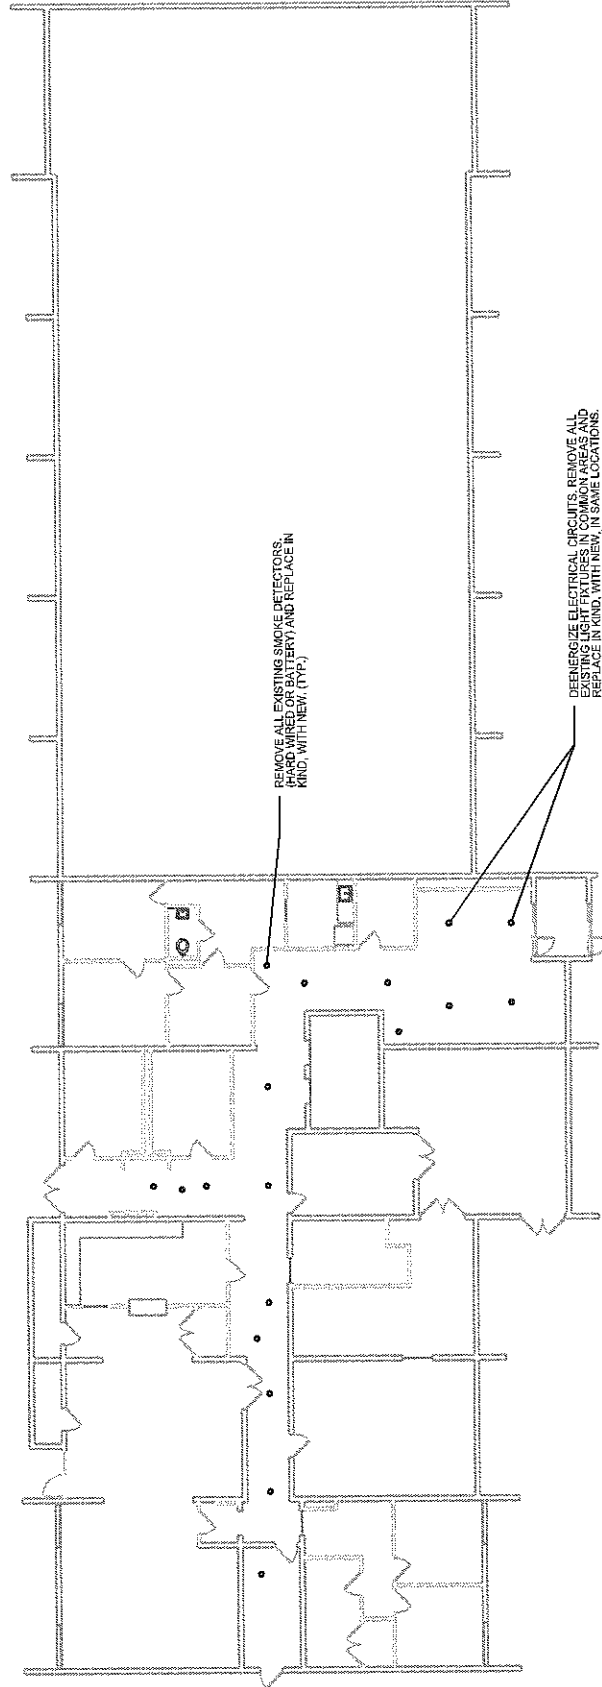 REMOVE ALL EXISTING SMOKE DETECTORS,
(HARD WIRED OR BATTERY) AND REPLACE IN
KIND, WITH NEW, (TYP.)
DEENERGIZE ELECTRICAL CIRCUITS, REMOVE ALL
EXISTING LIGHT FIXTURES IN COMMON AREAS AND
REPLACE IN KIND, WITH NEW, IN SAME LOCATIONS.